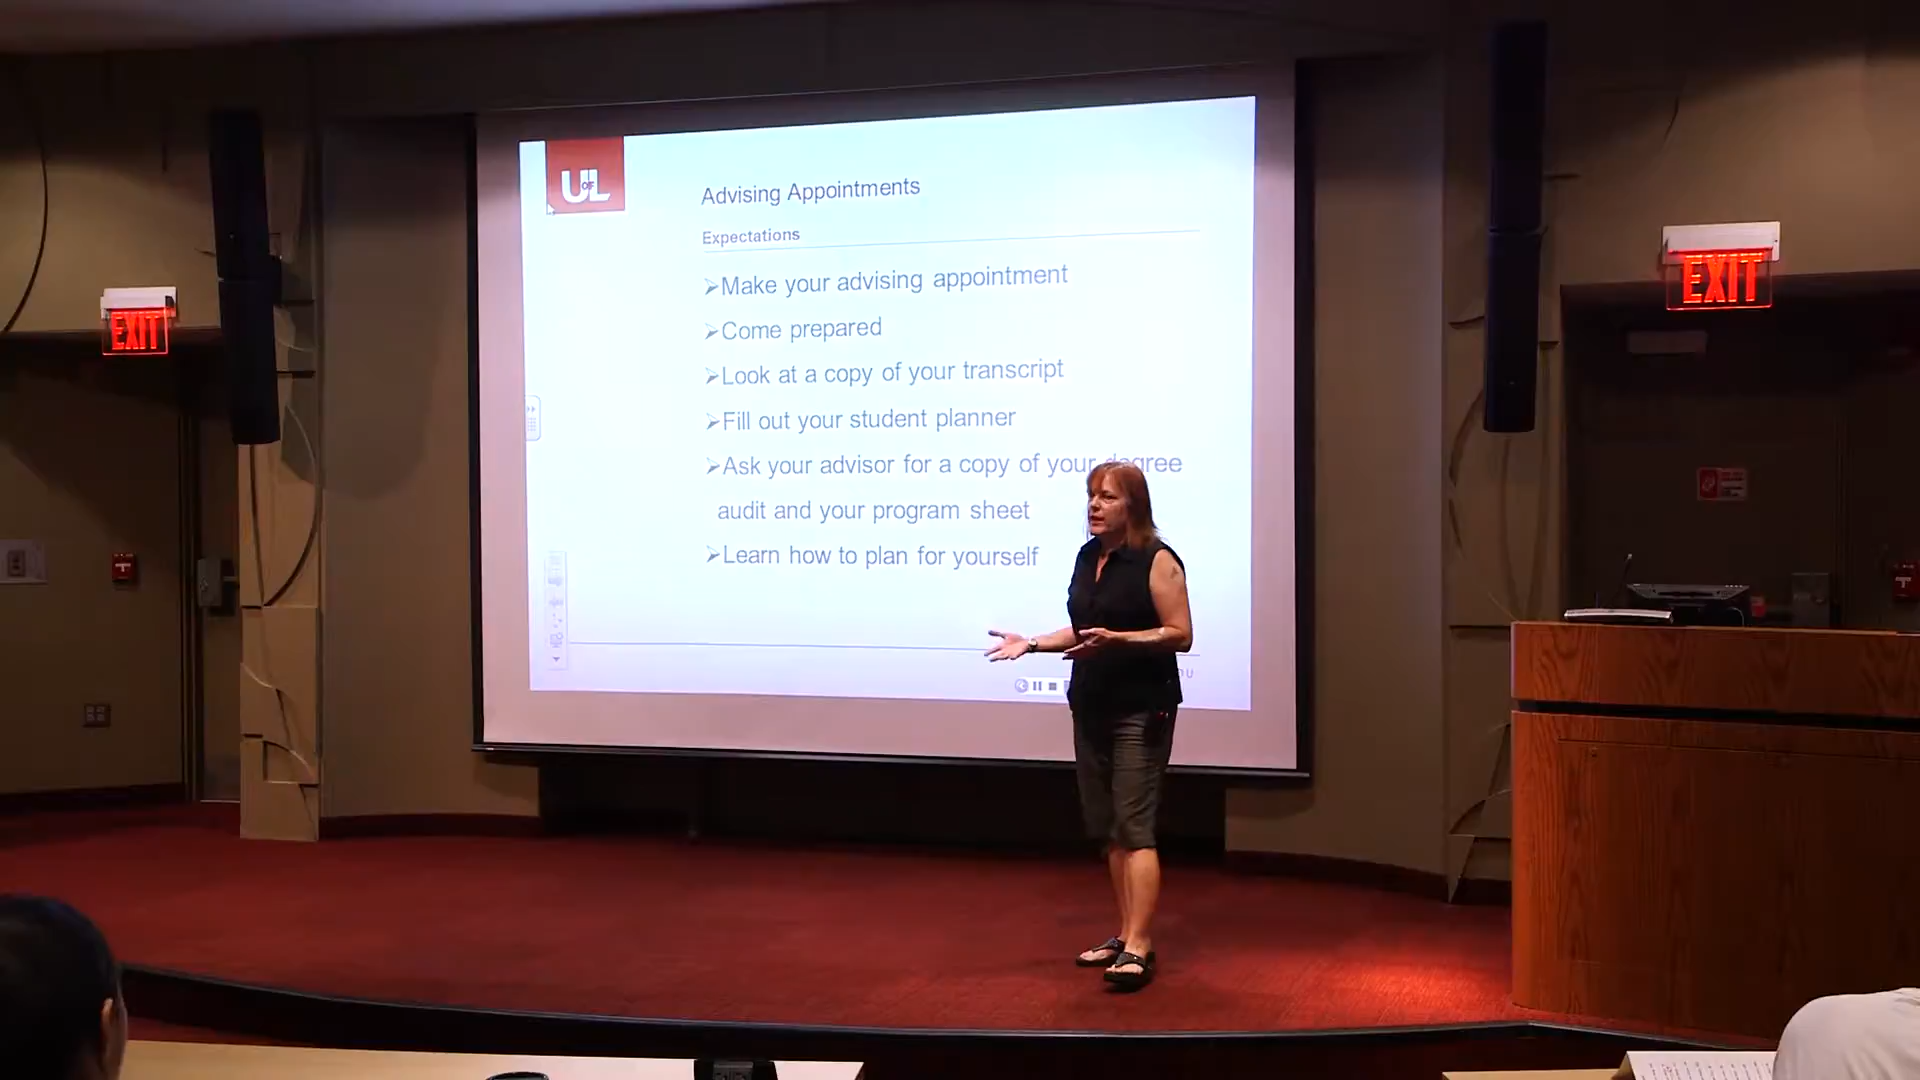 UofL
Advising Appointments
Expectations
➢Make your advising appointment
➢Come prepared
➢Look at a copy of your transcript
➢Fill out your student planner
➢Ask your advisor for a copy of your degree
audit and your program sheet
➢Learn how to plan for yourself
EXIT
EXIT